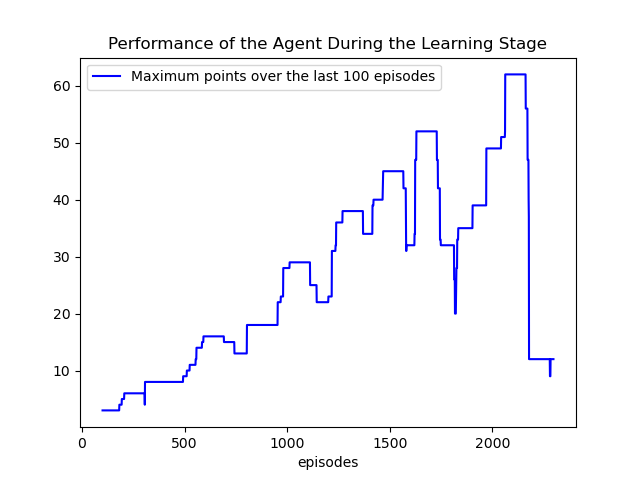 Performance of the Agent During the Learning Stage
Maximum points over the last 100 episodes
60
50
40
30
20
10
0 500 1000 1500 2000
episodes